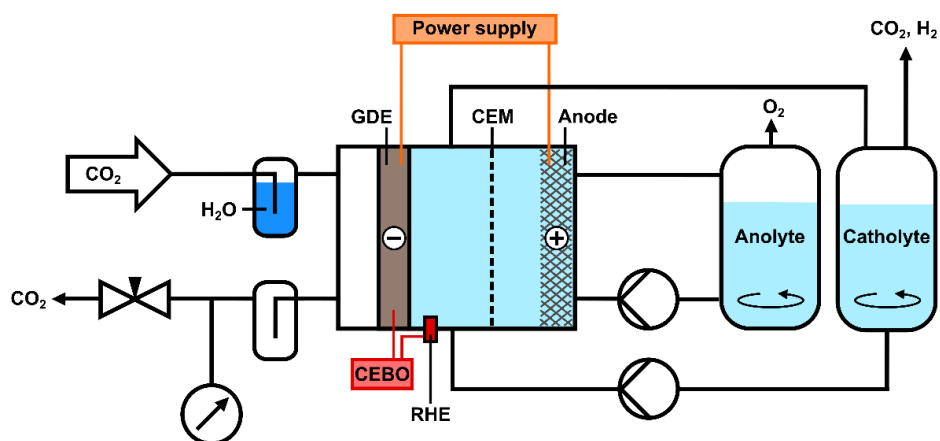 Power supply
CO₂, H₂
GDE
CEM
Anode
O₂
CO₂
H₂O
−
+
Anolyte
Catholyte
CO₂
CEBO
RHE